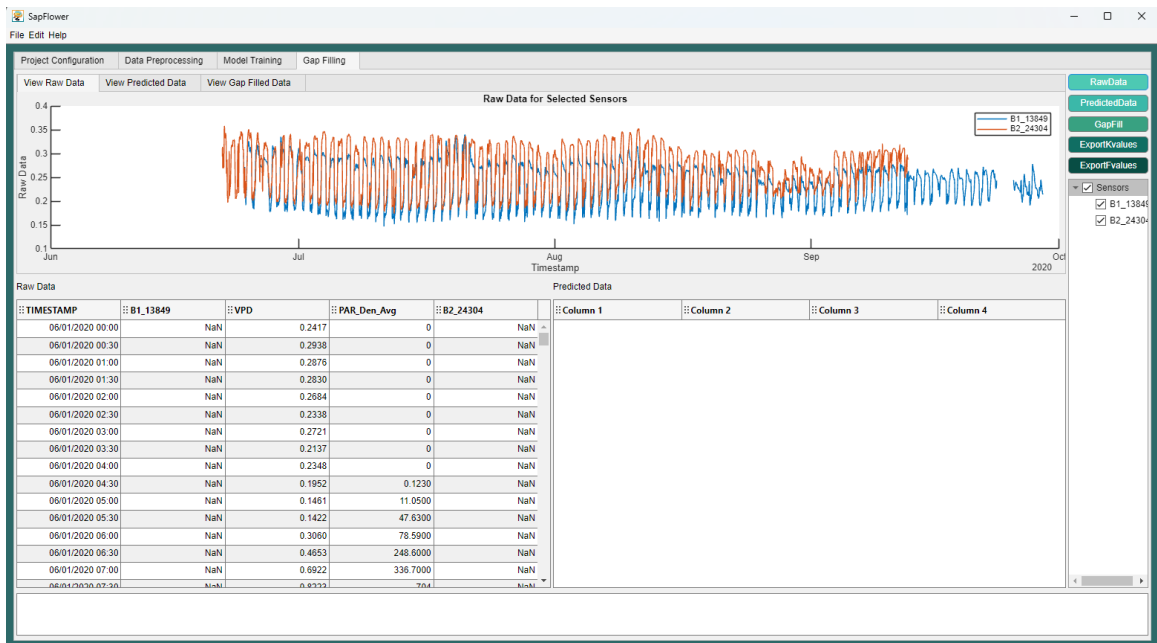 SapFlower
File Edit Help
Project Configuration Data Preprocessing Model Training Gap Filling
View Raw Data View Predicted Data View Gap Filled Data
RawData
PredictedData
GapFill
ExportKvalues
ExportFvalues
Sensors
B1_13849
B2_24304
Raw Data for Selected Sensors
B1_13849
B2_24304
Raw Data
0.4
0.35
0.3
0.25
0.2
0.15
0.1
Jun Jul Aug Sep Oct
Timestamp
2020
Raw Data
TIMESTAMP B1_13849 VPD PAR_Den_Avg B2_24304
06/01/2020 00:00 NaN 0.2417 0 NaN
06/01/2020 00:30 NaN 0.2938 0 NaN
06/01/2020 01:00 NaN 0.2876 0 NaN
06/01/2020 01:30 NaN 0.2830 0 NaN
06/01/2020 02:00 NaN 0.2684 0 NaN
06/01/2020 02:30 NaN 0.2338 0 NaN
06/01/2020 03:00 NaN 0.2721 0 NaN
06/01/2020 03:30 NaN 0.2137 0 NaN
06/01/2020 04:00 NaN 0.2348 0 NaN
06/01/2020 04:30 NaN 0.1952 0.1230 NaN
06/01/2020 05:00 NaN 0.1461 11.0500 NaN
06/01/2020 05:30 NaN 0.1422 47.6300 NaN
06/01/2020 06:00 NaN 0.3060 78.5900 NaN
06/01/2020 06:30 NaN 0.4653 248.6000 NaN
06/01/2020 07:00 NaN 0.6922 336.7000 NaN
06/01/2020 07:30 NaN 0.8223 704 NaN
Predicted Data
Column 1 Column 2 Column 3 Column 4